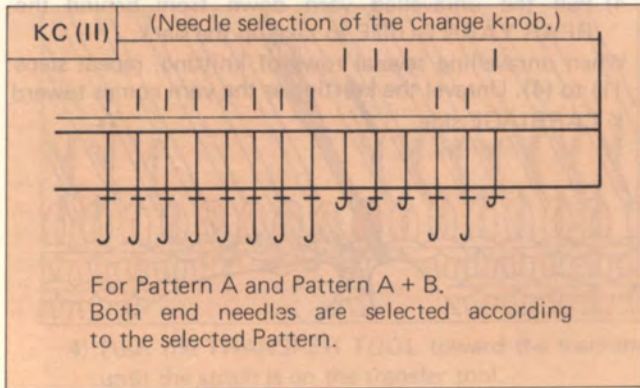 KC (II)
(Needle selection of the change knob.)
For Pattern A and Pattern A + B.
Both end needles are selected according
to the selected Pattern.